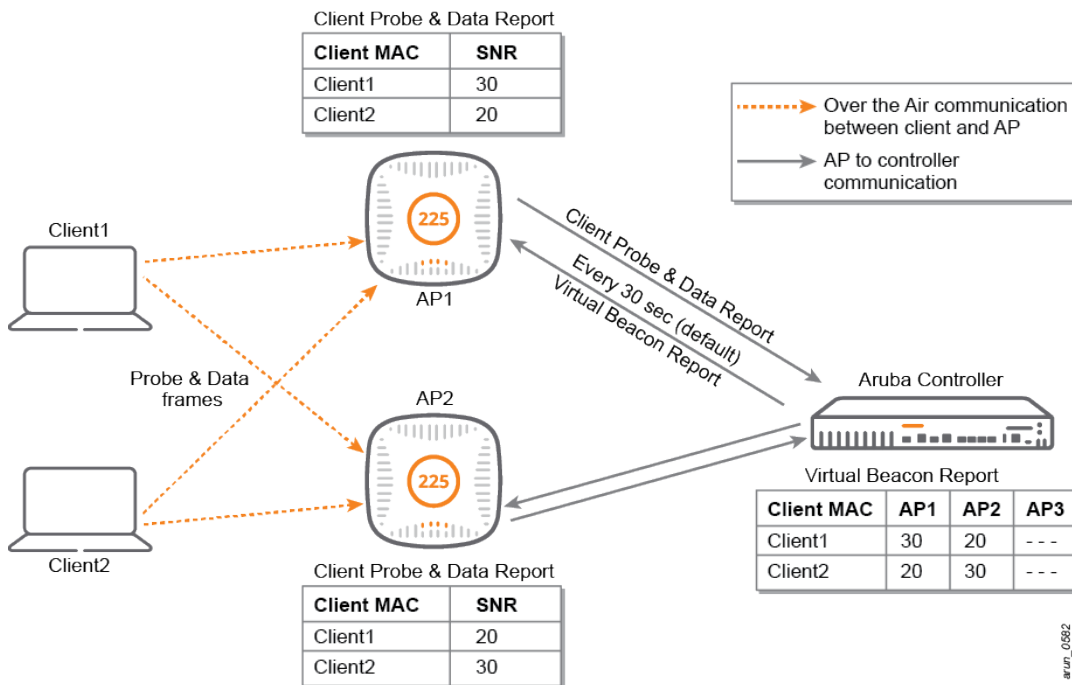 Client Probe & Data Report
Client MAC SNR
Client1 30
Client2 20
Over the Air communication
between client and AP
AP to controller
communication
Client1
225
AP1
Client Probe & Data Report
Every 30 sec (default)
Virtual Beacon Report
Probe & Data
frames
AP2
225
Aruba Controller
Client2
Virtual Beacon Report
Client MAC AP1 AP2 AP3
Client1 30 20 - - -
Client2 20 30 - - -
Client Probe & Data Report
Client MAC SNR
Client1 20
Client2 30
arun_0582